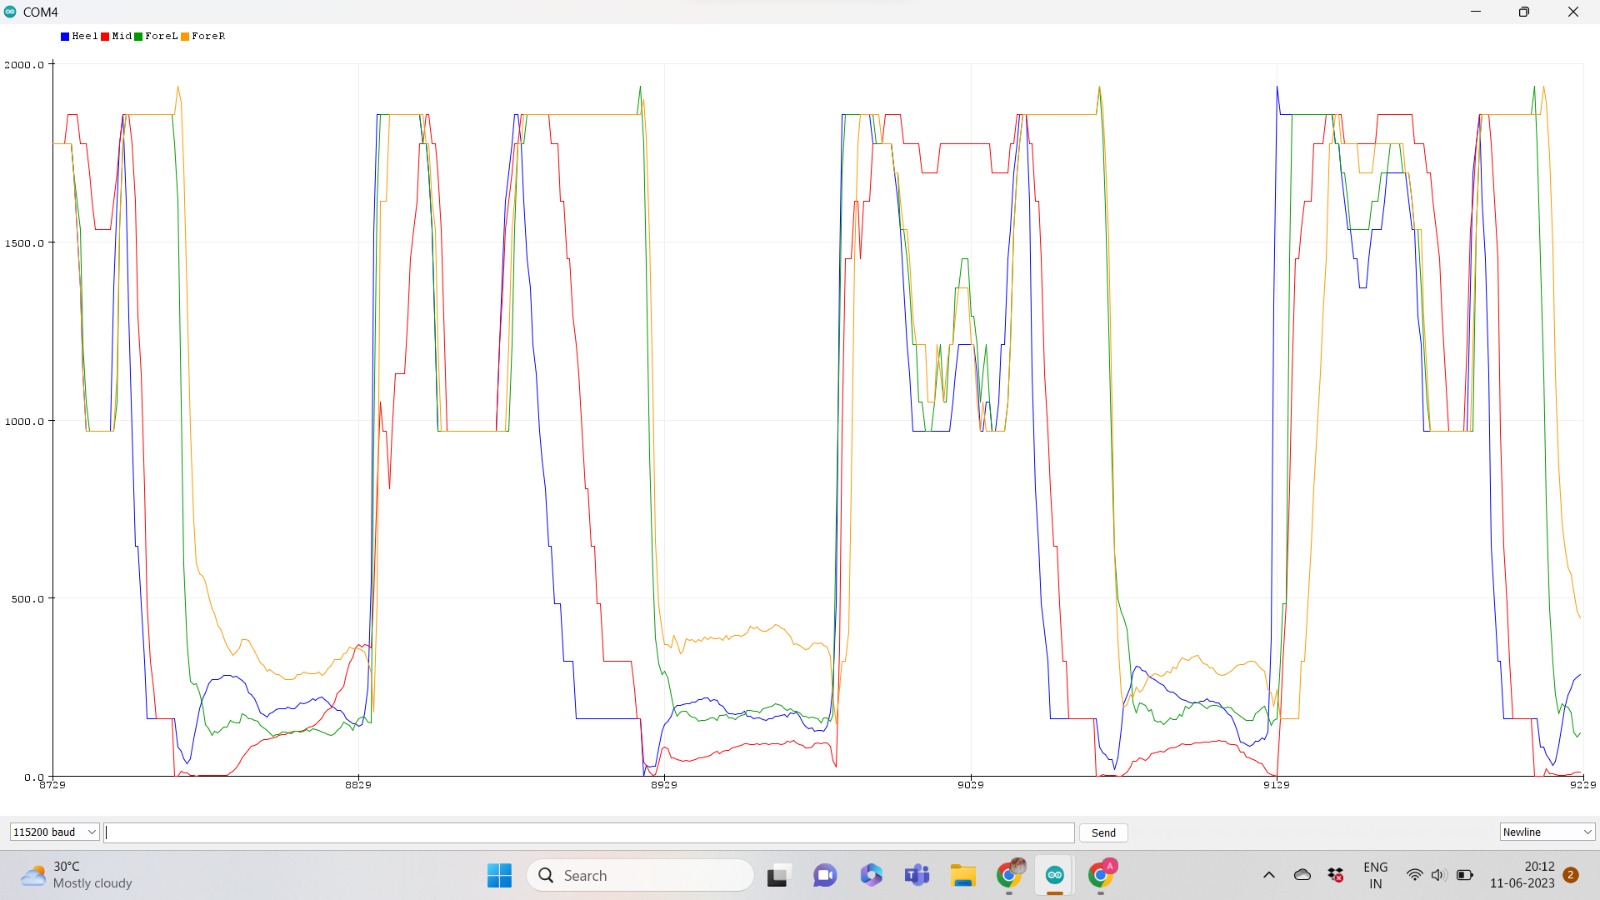 COM4
Heel Mid ForeL ForeR
2000.0
1500.0
1000.0
500.0
0.0
8729 8829 8929 9029 9129 9229
115200 baud Send Newline
30°C
Mostly cloudy
Search
A
ENG
IN
20:12
11-06-2023
2